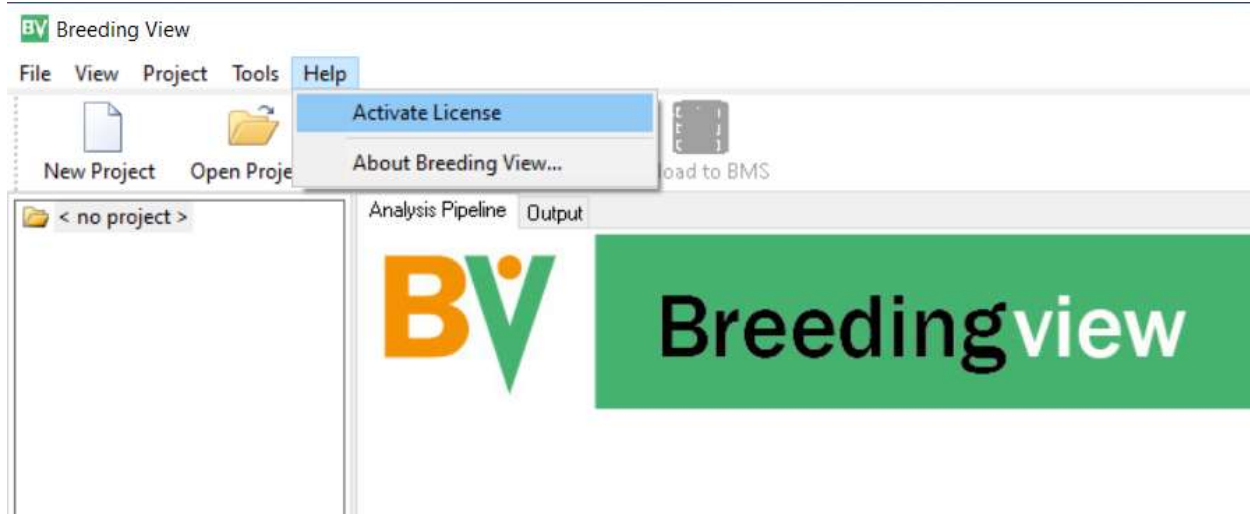 BV Breeding View
File View Project Tools Help
Activate License
New Project Open Proje
About Breeding View...
oad to BMS
< no project >
Analysis Pipeline Output
BV Breedingview